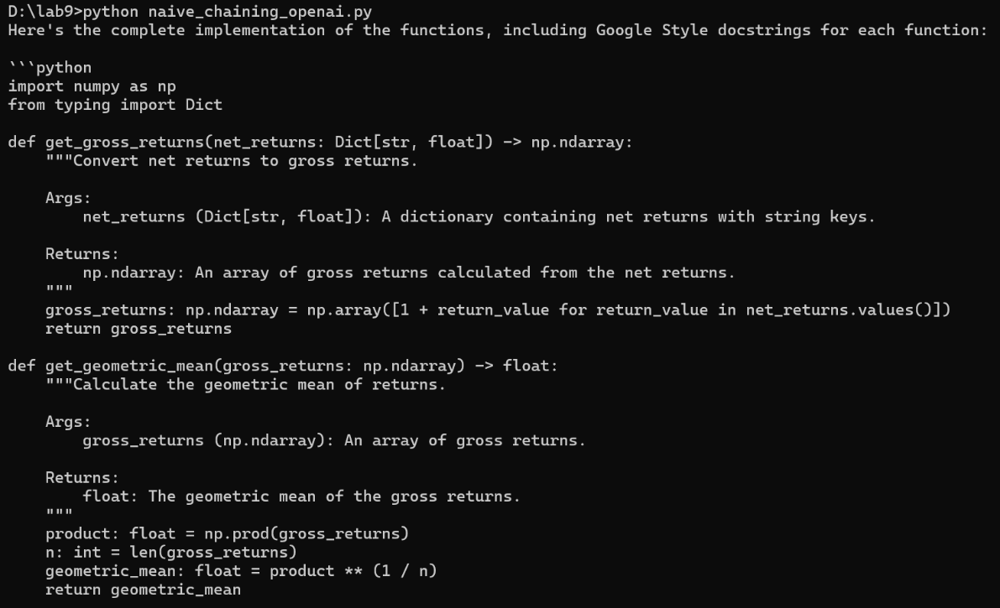 D:\lab9>python naive_chaining_openai.py
Here's the complete implementation of the functions, including Google Style docstrings for each function:

```python
import numpy as np
from typing import Dict

def get_gross_returns(net_returns: Dict[str, float]) -> np.ndarray:
    """Convert net returns to gross returns.

    Args:
        net_returns (Dict[str, float]): A dictionary containing net returns with string keys.

    Returns:
        np.ndarray: An array of gross returns calculated from the net returns.
    """
    gross_returns: np.ndarray = np.array([1 + return_value for return_value in net_returns.values()])
    return gross_returns

def get_geometric_mean(gross_returns: np.ndarray) -> float:
    """Calculate the geometric mean of returns.

    Args:
        gross_returns (np.ndarray): An array of gross returns.

    Returns:
        float: The geometric mean of the gross returns.
    """
    product: float = np.prod(gross_returns)
    n: int = len(gross_returns)
    geometric_mean: float = product ** (1 / n)
    return geometric_mean